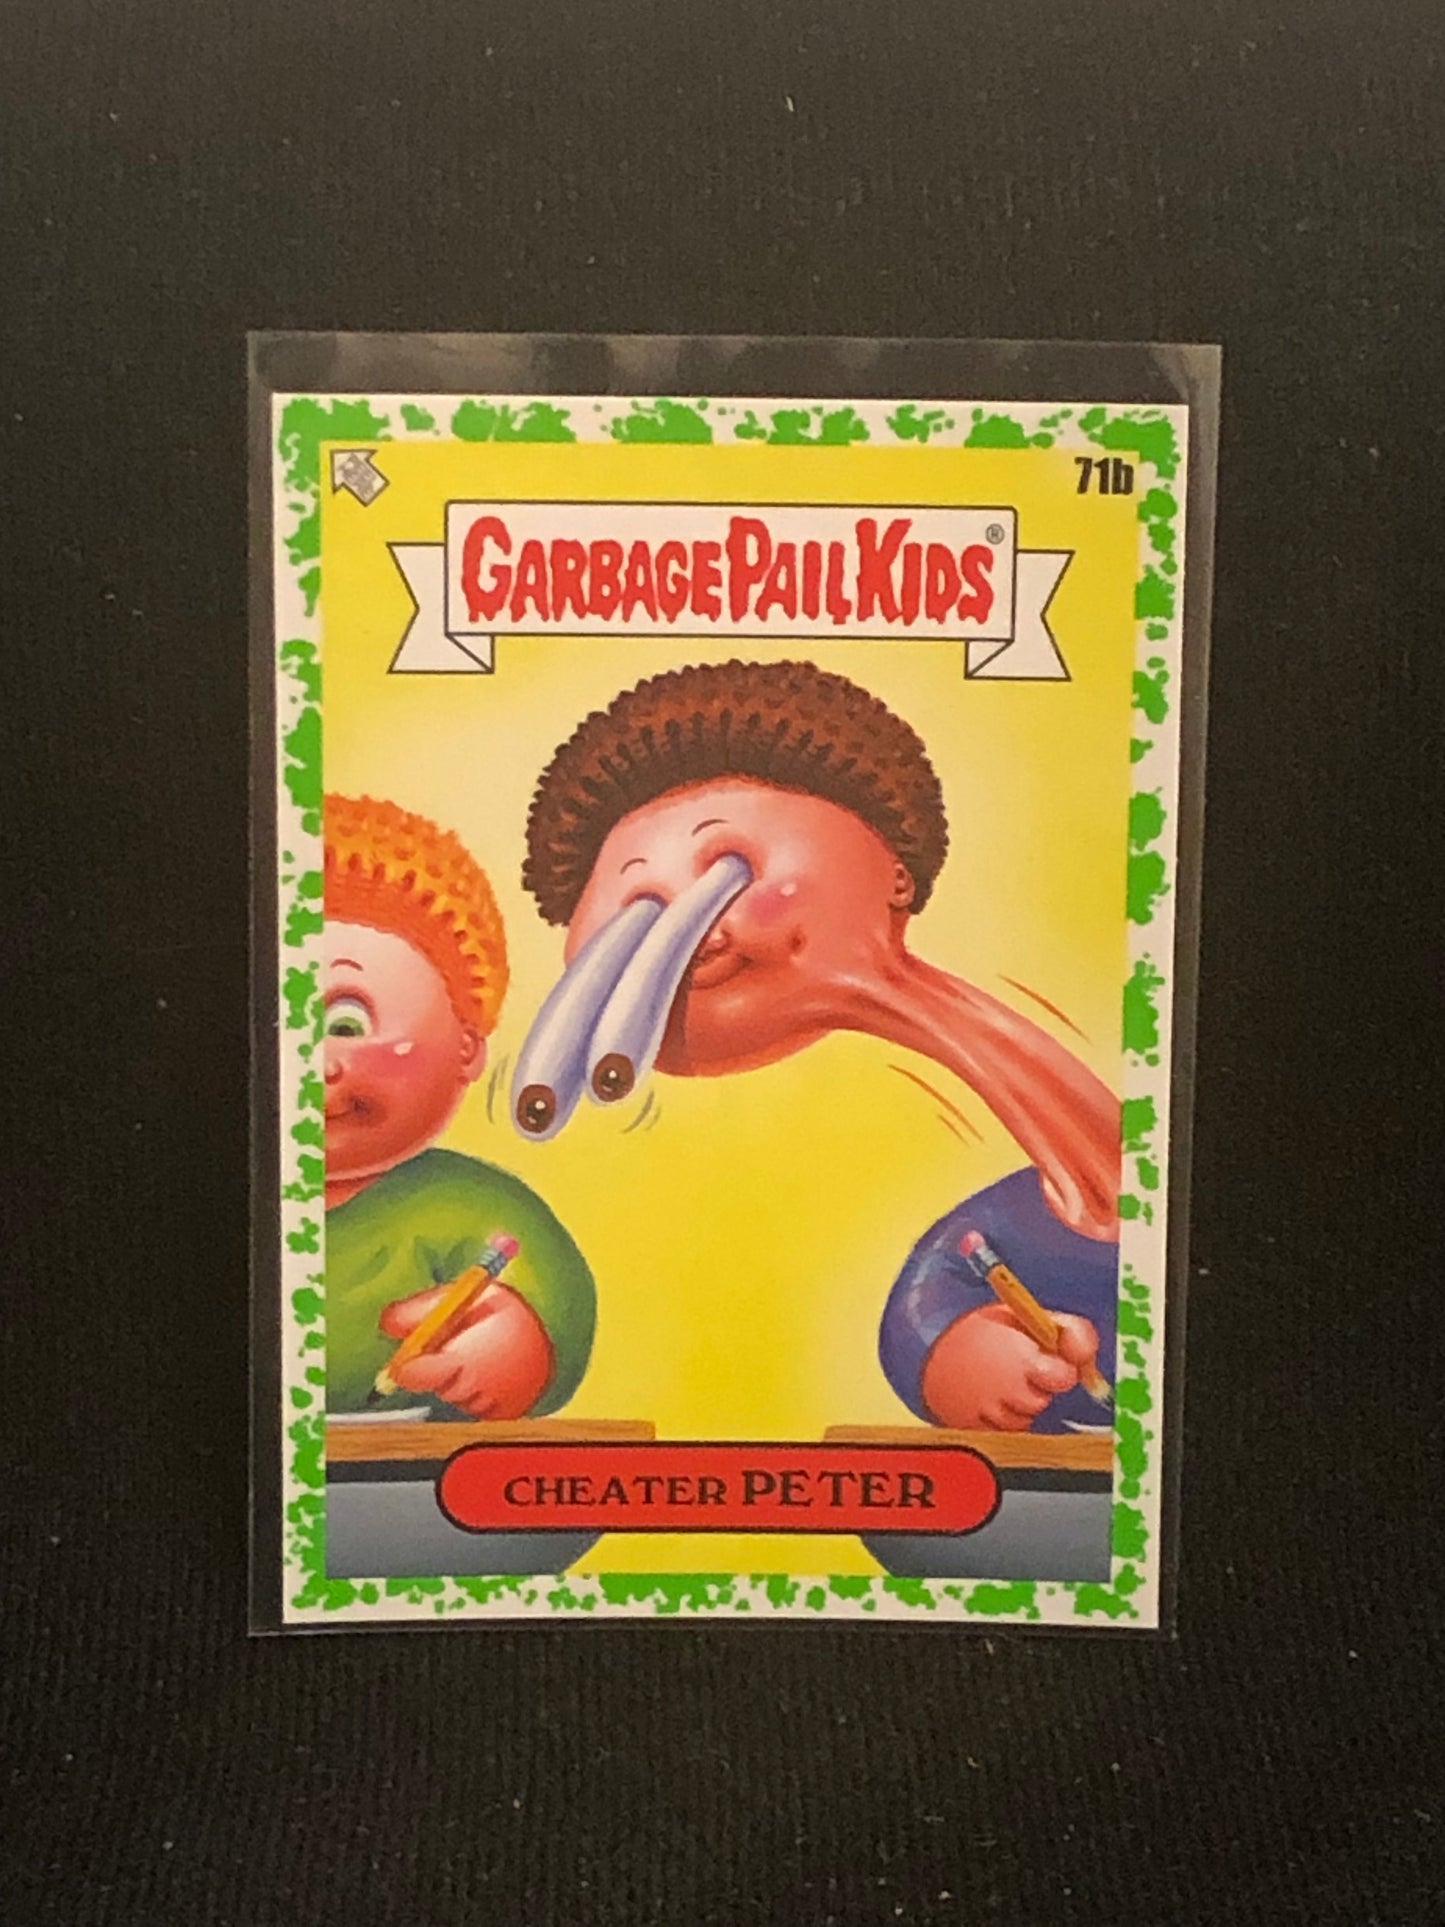 71b
GARBAGE PAIL KIDS®
CHEATER PETER